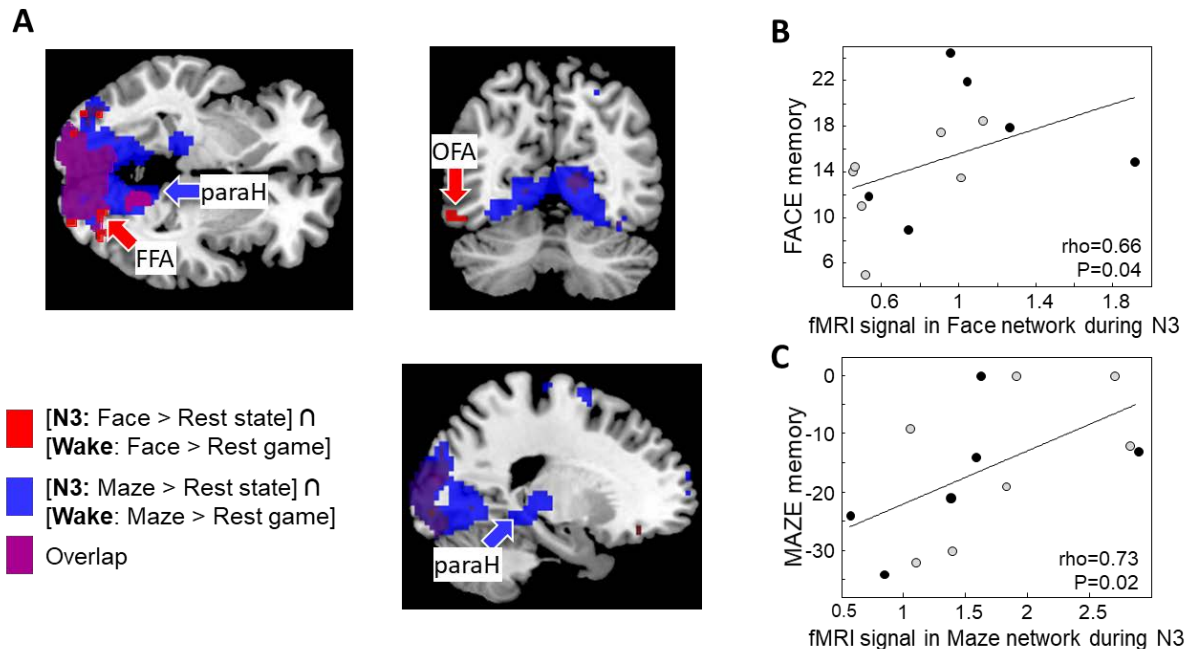 A
paraH
FFA
OFA
paraH
[N3: Face > Rest state] ∩
[Wake: Face > Rest game]
[N3: Maze > Rest state] ∩
[Wake: Maze > Rest game]
Overlap
B
FACE memory
22
18
14
10
6
rho=0.66
P=0.04
0.6 1 1.4 1.8
fMRI signal in Face network during N3
C
MAZE memory
0
-10
-20
-30
rho=0.73
P=0.02
0.5 1 1.5 2 2.5
fMRI signal in Maze network during N3